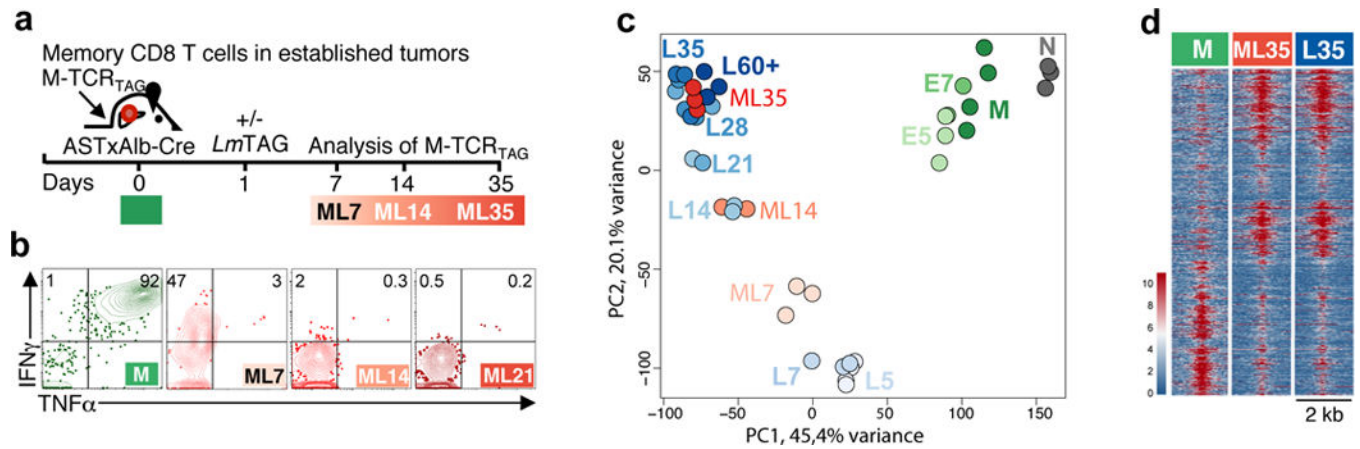 a
Memory CD8 T cells in established tumors
M-TCRTAG
ASTxAlb-Cre
+/-
LmTAG
Analysis of M-TCRTAG
Days 0 1 7 14 35
ML7 ML14 ML35
b
1 92 47 3 2 0.3 0.5 0.2
IFNγ
M ML7 ML14 ML21
TNFα
c
50
0
−50
−100
PC2, 20.1% variance
L35
L60+
ML35
L28
L21
L14
ML14
ML7
L7
L5
E7
M
E5
N
−100 −50 0 50 100 150
PC1, 45,4% variance
d
M ML35 L35
10
8
6
4
2
0
2 kb